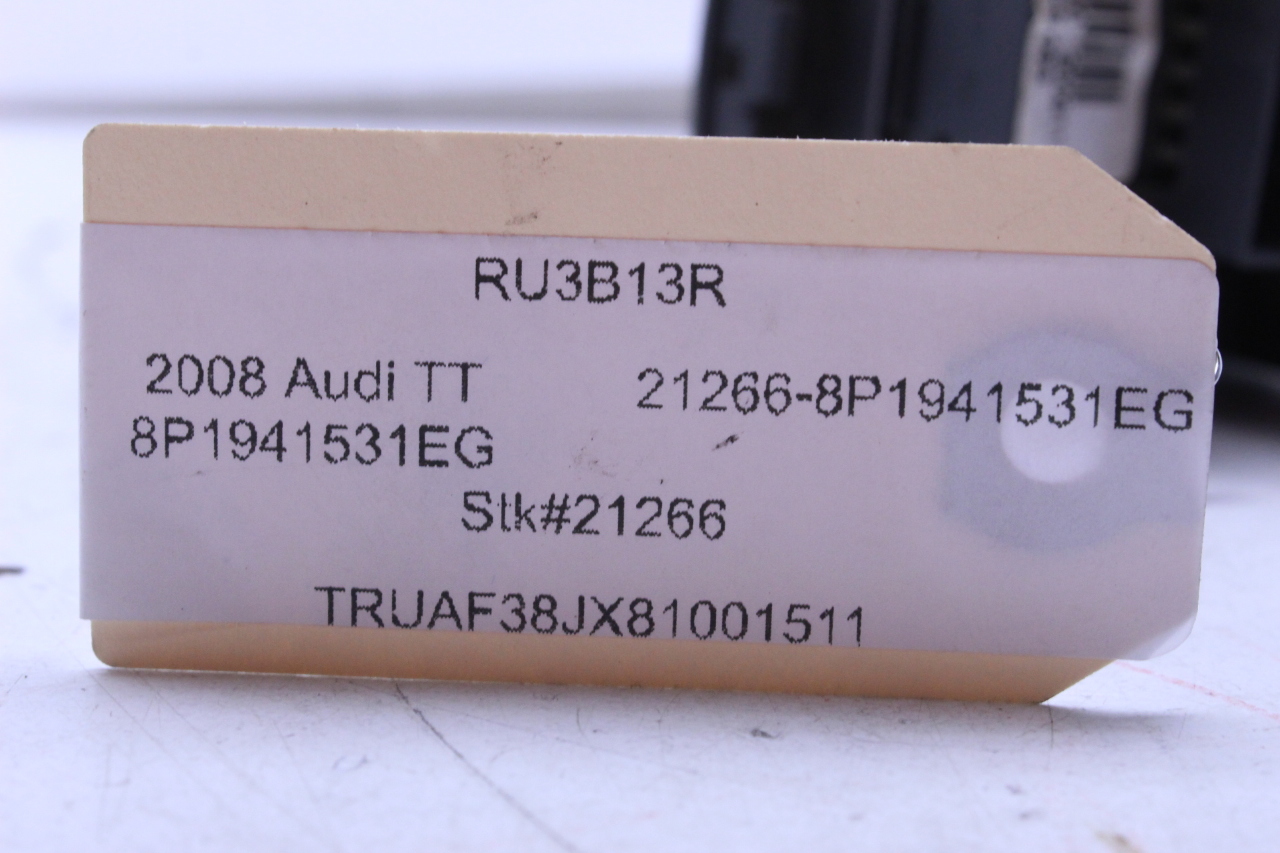 RU3B13R
2008 Audi TT 21266-8P1941531EG
8P1941531EG
Stk#21266
TRUAF38JX81001511